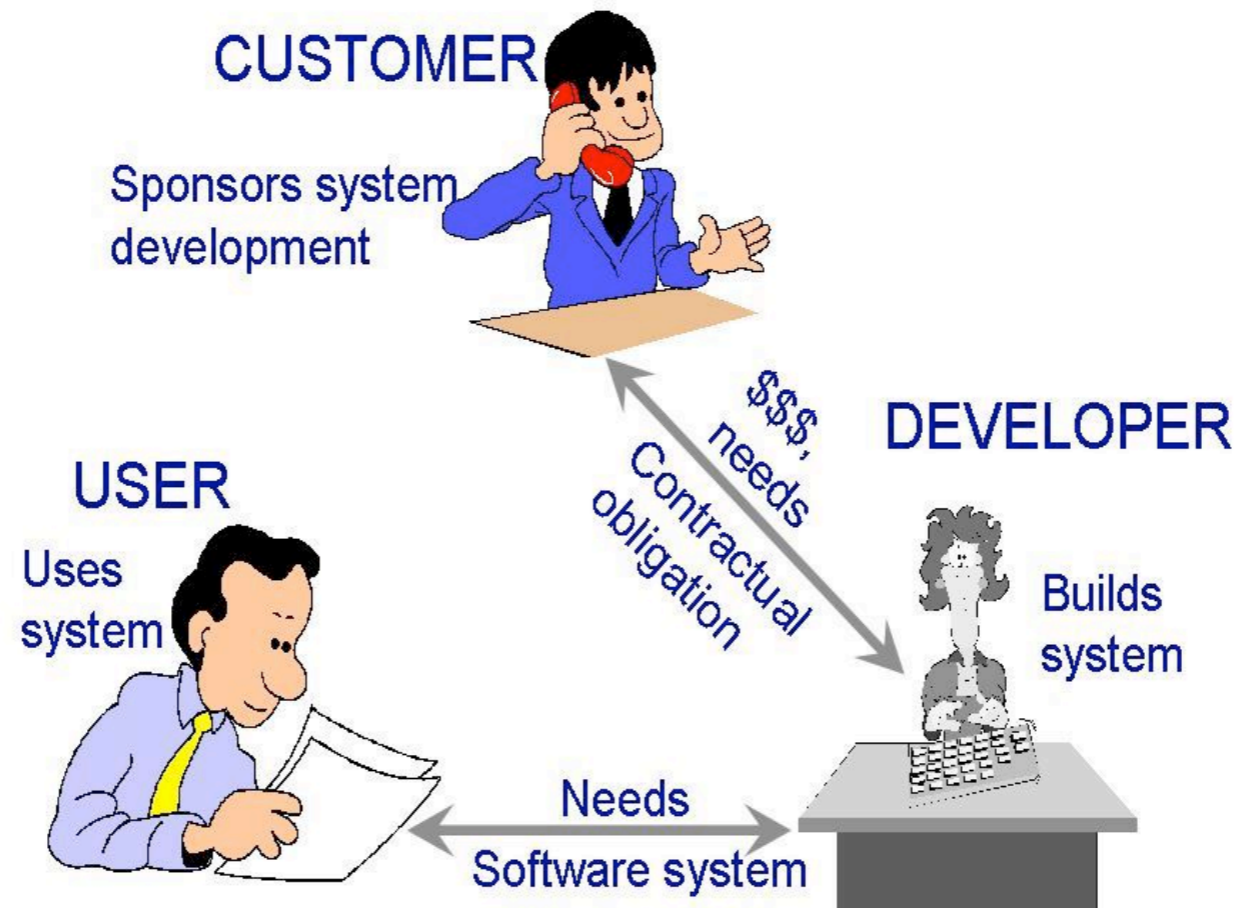 CUSTOMER
Sponsors system
development
$$$,
needs
Contractual
obligation
DEVELOPER
Builds
system
USER
Uses
system
Needs
Software system